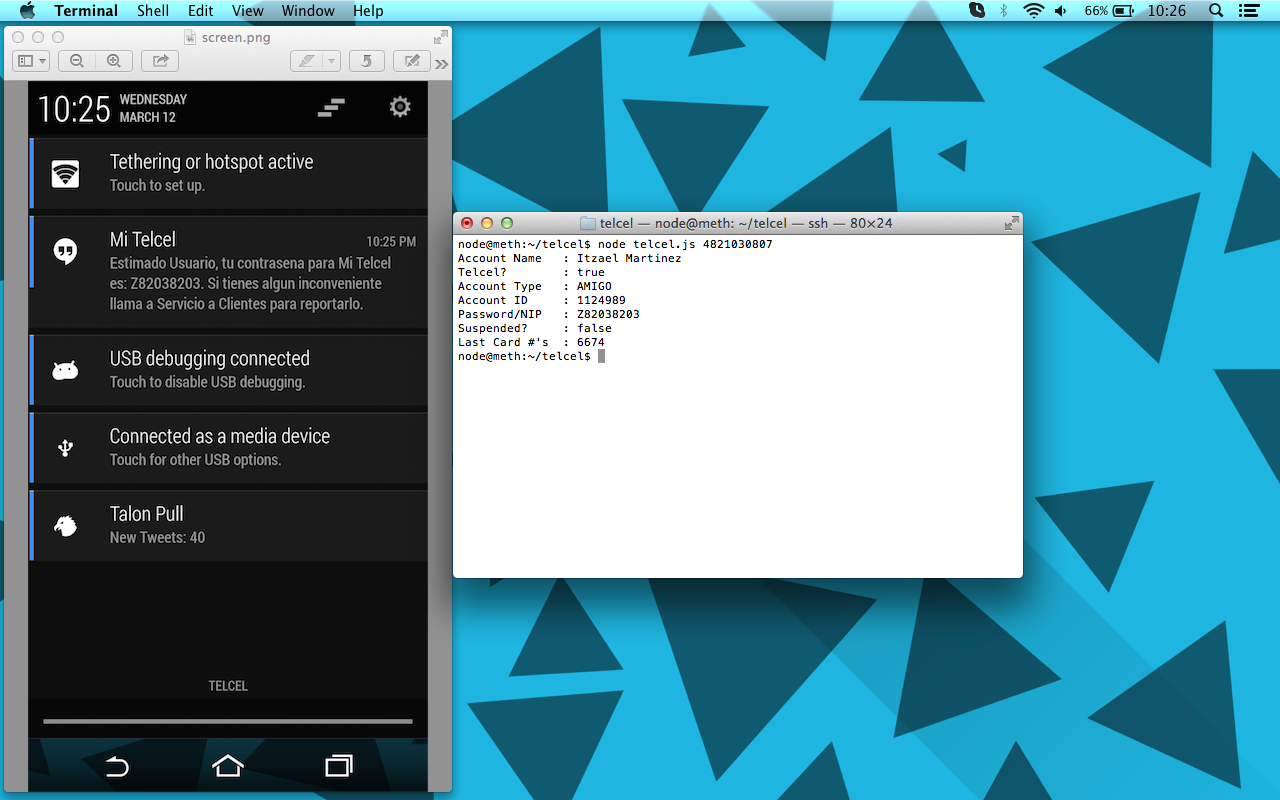 Terminal Shell Edit View Window Help 66% 10:26
screen.png
10:25 WEDNESDAY
MARCH 12
Tethering or hotspot active
Touch to set up.
Mi Telcel 10:25 PM
Estimado Usuario, tu contrasena para Mi Telcel
es: Z82038203. Si tienes algun inconveniente
llama a Servicio a Clientes para reportarlo.
USB debugging connected
Touch to disable USB debugging.
Connected as a media device
Touch for other USB options.
Talon Pull
New Tweets: 40
TELCEL
telcel — node@meth: ~/telcel — ssh — 80×24
node@meth:~/telcel$ node telcel.js 4821030807
Account Name : Itzael Martinez
Telcel? : true
Account Type : AMIGO
Account ID : 1124989
Password/NIP : Z82038203
Suspended? : false
Last Card #'s : 6674
node@meth:~/telcel$